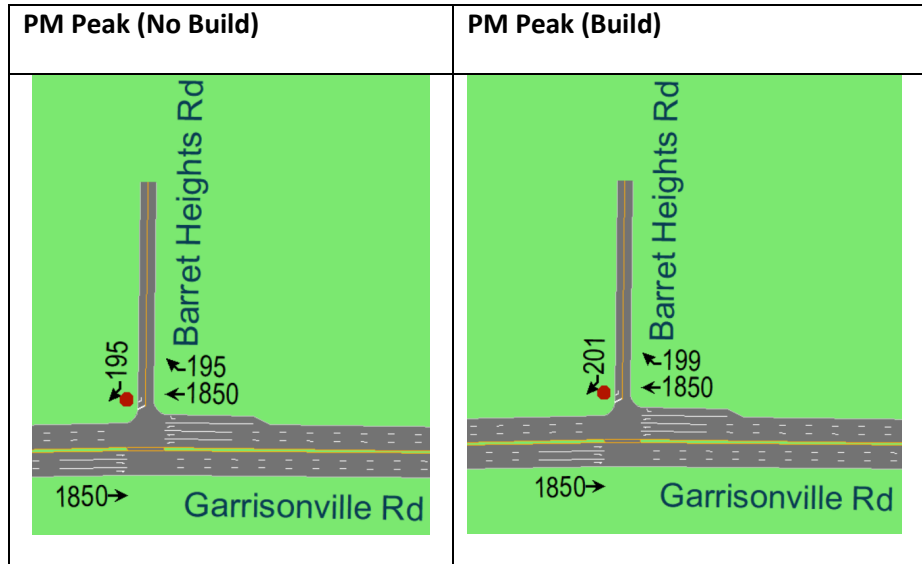 PM Peak (No Build)
PM Peak (Build)
Barret Heights Rd
195
195
1850
1850
Garrisonville Rd
Barret Heights Rd
201
199
1850
1850
Garrisonville Rd